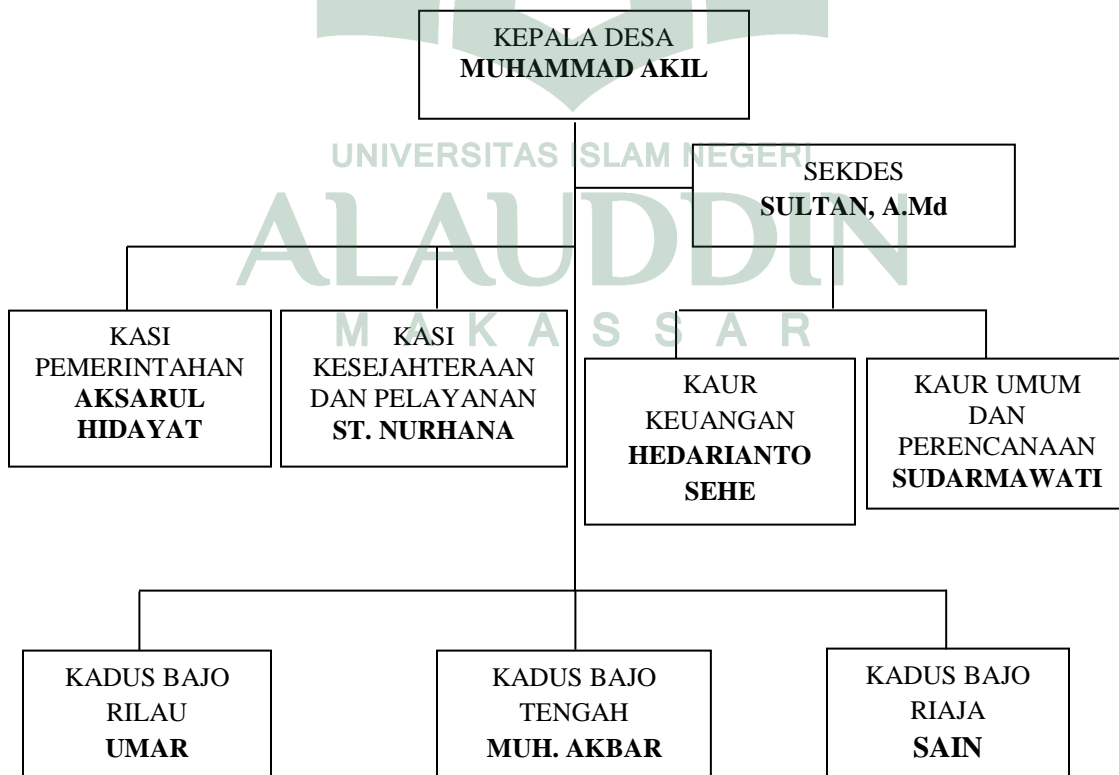 KEPALA DESA
MUHAMMAD AKIL
UNIVERSITAS ISLAM NEGERI
ALAUDDIN
MAKASSAR
SEKDES
SULTAN, A.Md
KASI
PEMERINTAHAN
AKSARUL
HIDAYAT
KASI
KESEJAHTERAAN
DAN PELAYANAN
ST. NURHANA
KAUR
KEUANGAN
HEDARIANTO
SEHE
KAUR UMUM
DAN
PERENCANAAN
SUDARMAWATI
KADUS BAJO
RILAU
UMAR
KADUS BAJO
TENGAH
MUH. AKBAR
KADUS BAJO
RIAJA
SAIN